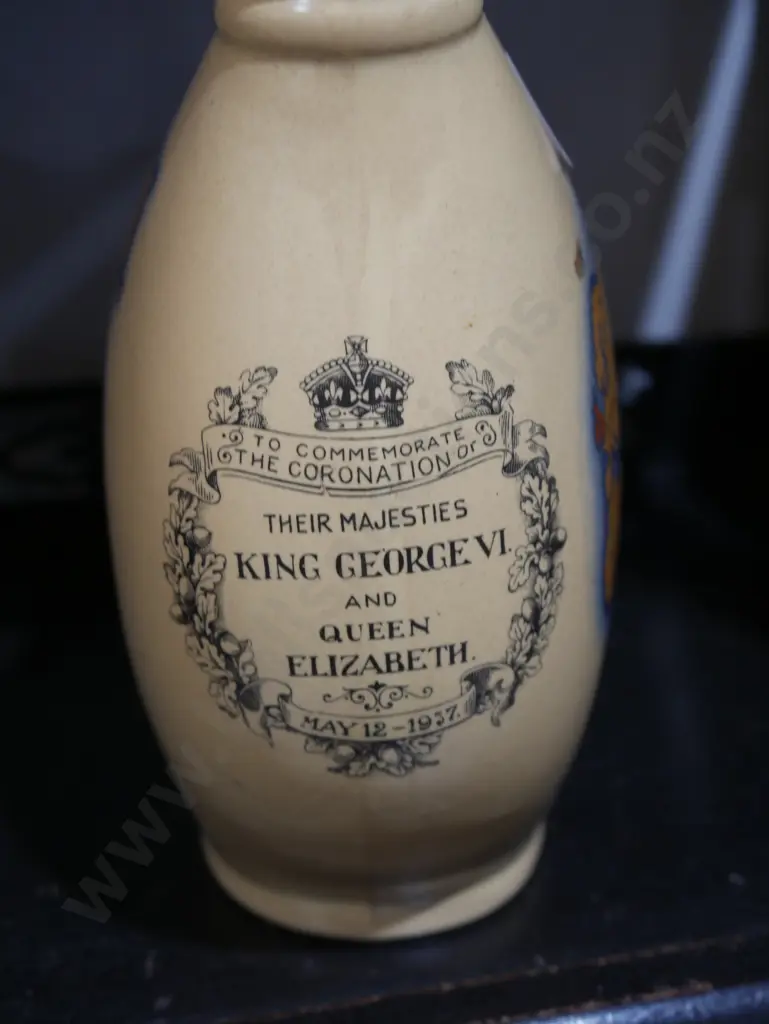 TO COMMEMORATE
THE CORONATION OF
THEIR MAJESTIES
KING GEORGE VI.
AND
QUEEN
ELIZABETH.
MAY 12-1937.